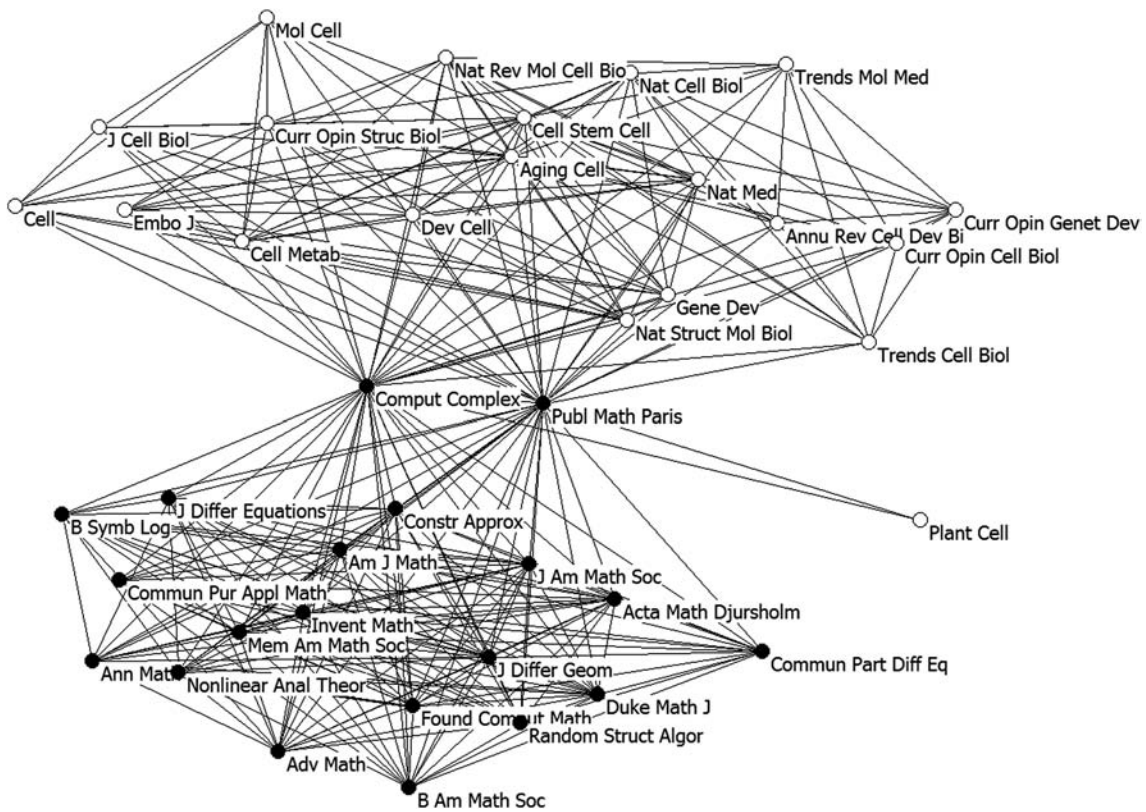 Mol Cell
Nat Rev Mol Cell Bio
Nat Cell Biol
Trends Mol Med
J Cell Biol
Curr Opin Struc Biol
Cell Stem Cell
Aging Cell
Nat Med
Cell
Embo J
Dev Cell
Annu Rev Cell Dev Bi
Curr Opin Genet Dev
Cell Metab
Curr Opin Cell Biol
Gene Dev
Nat Struct Mol Biol
Trends Cell Biol
Comput Complex
Publ Math Paris
J Differ Equations
B Symb Log
Constr Approx
Plant Cell
Am J Math
J Am Math Soc
Commun Pur Appl Math
Acta Math Djursholm
Invent Math
Mem Am Math Soc
Ann Math
J Differ Geom
Commun Part Diff Eq
Nonlinear Anal Theor
Duke Math J
Found Comput Math
Random Struct Algor
Adv Math
B Am Math Soc